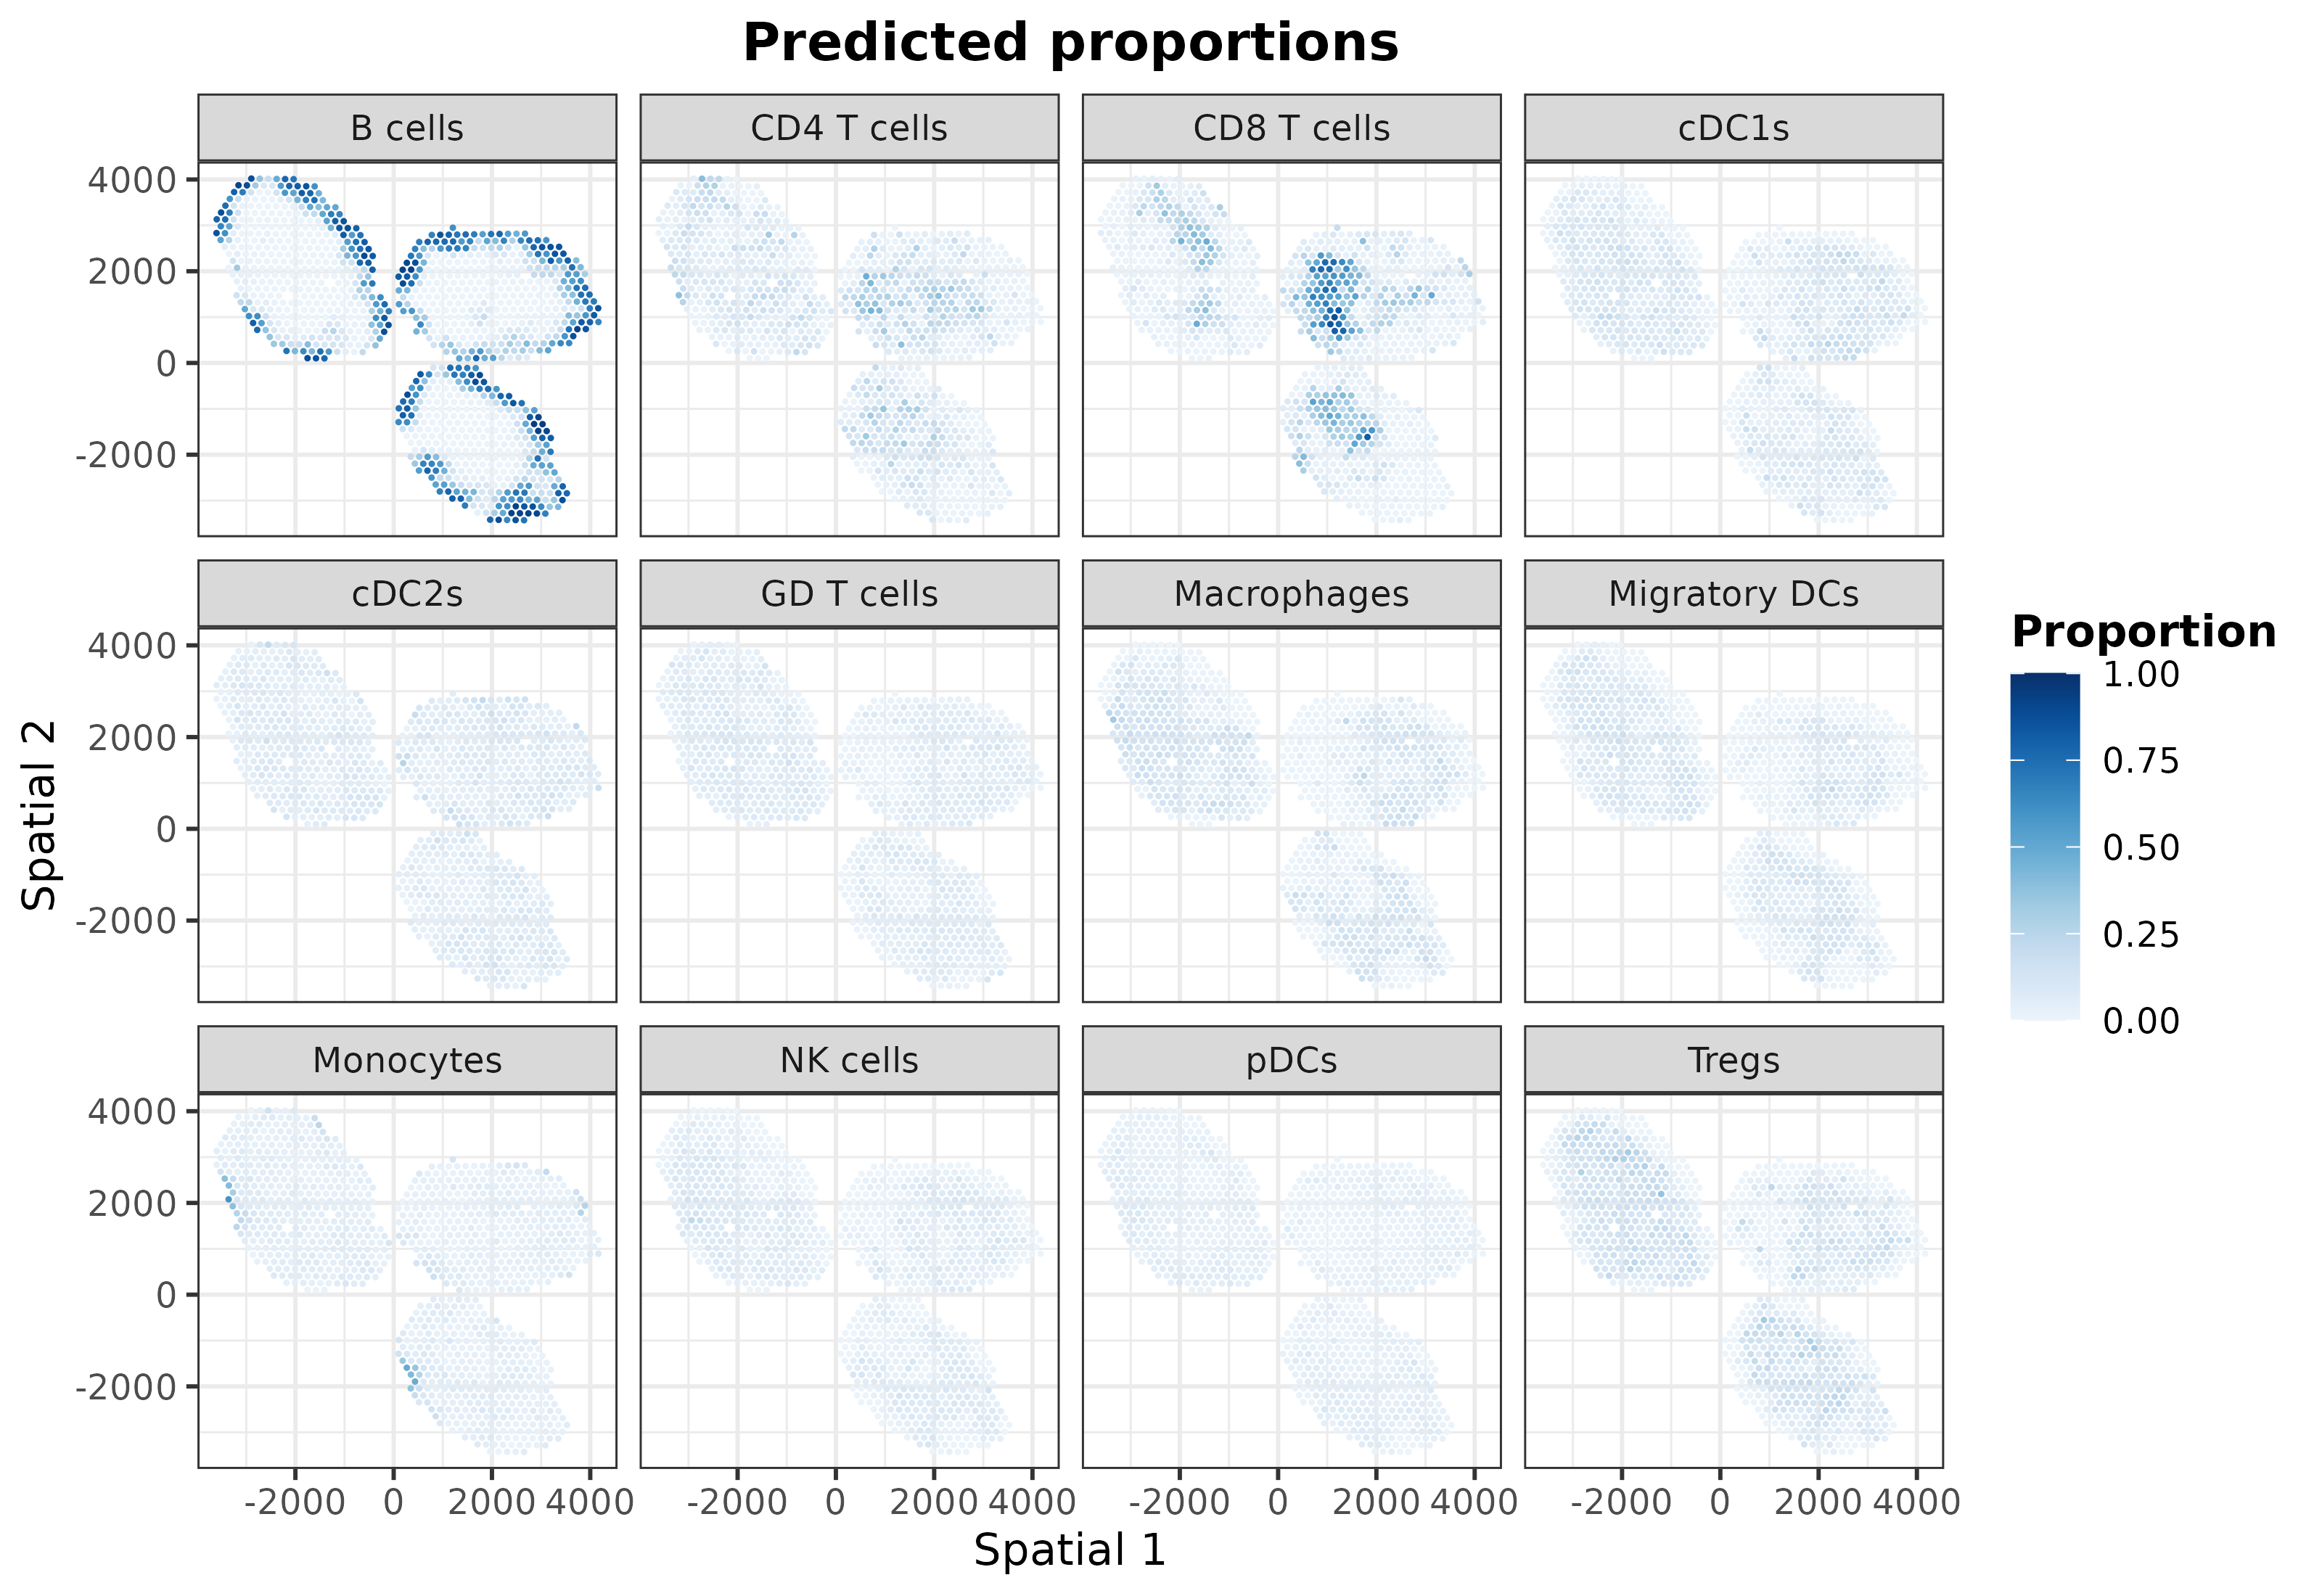 Predicted proportions
B cells
CD4 T cells
CD8 T cells
cDC1s
4000
2000
0
-2000
cDC2s
GD T cells
Macrophages
Migratory DCs
4000
2000
0
-2000
Monocytes
NK cells
pDCs
Tregs
4000
2000
0
-2000
-2000 0 2000 4000
-2000 0 2000 4000
-2000 0 2000 4000
-2000 0 2000 4000
Spatial 1
Spatial 2
Proportion
1.00
0.75
0.50
0.25
0.00